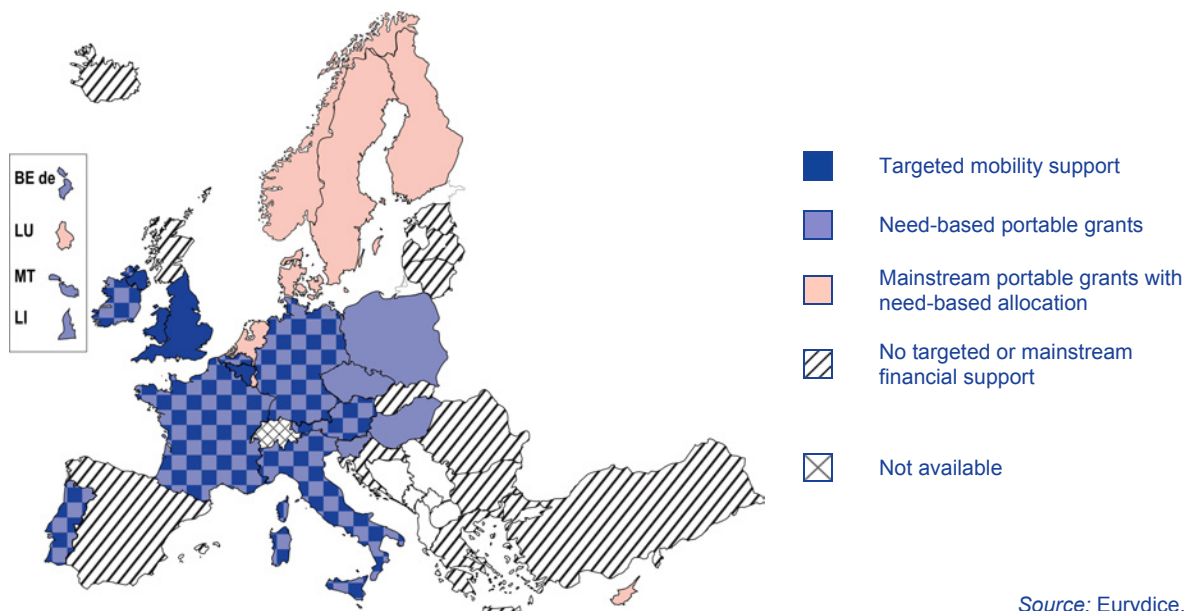 BE de
LU
MT
LI
Targeted mobility support
Need-based portable grants
Mainstream portable grants with
need-based allocation
No targeted or mainstream
financial support
Not available
Source: Eurydice.